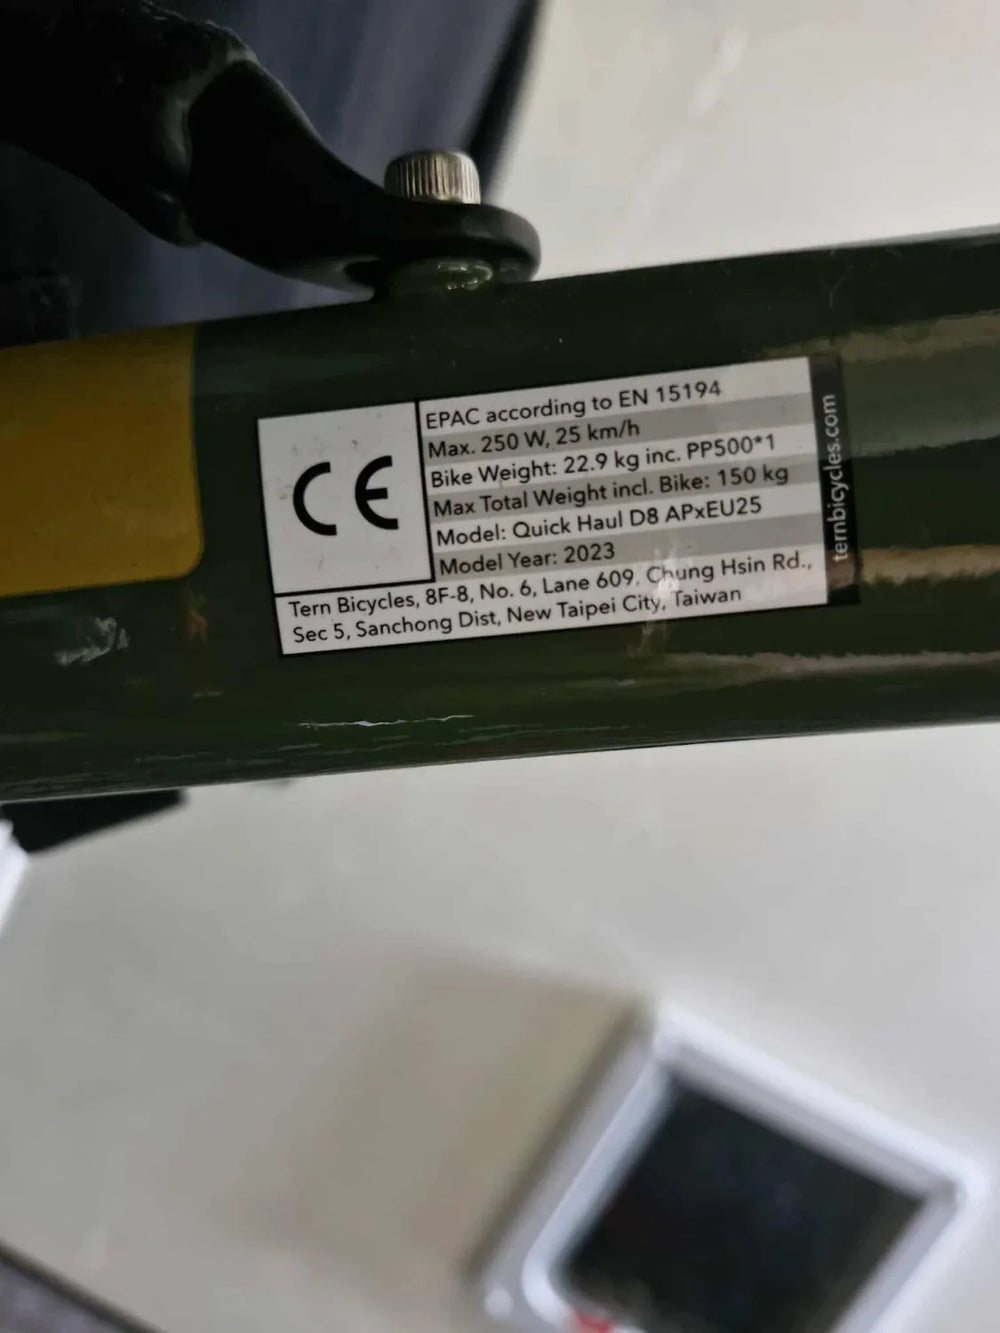 CE
EPAC according to EN 15194
Max. 250 W, 25 km/h
Bike Weight: 22.9 kg inc. PP500*1
Max Total Weight incl. Bike: 150 kg
Model: Quick Haul D8 APxEU25
Model Year: 2023
Tern Bicycles, 8F-8, No. 6, Lane 609, Chung Hsin Rd.,
Sec 5, Sanchong Dist, New Taipei City, Taiwan
ternbicycles.com